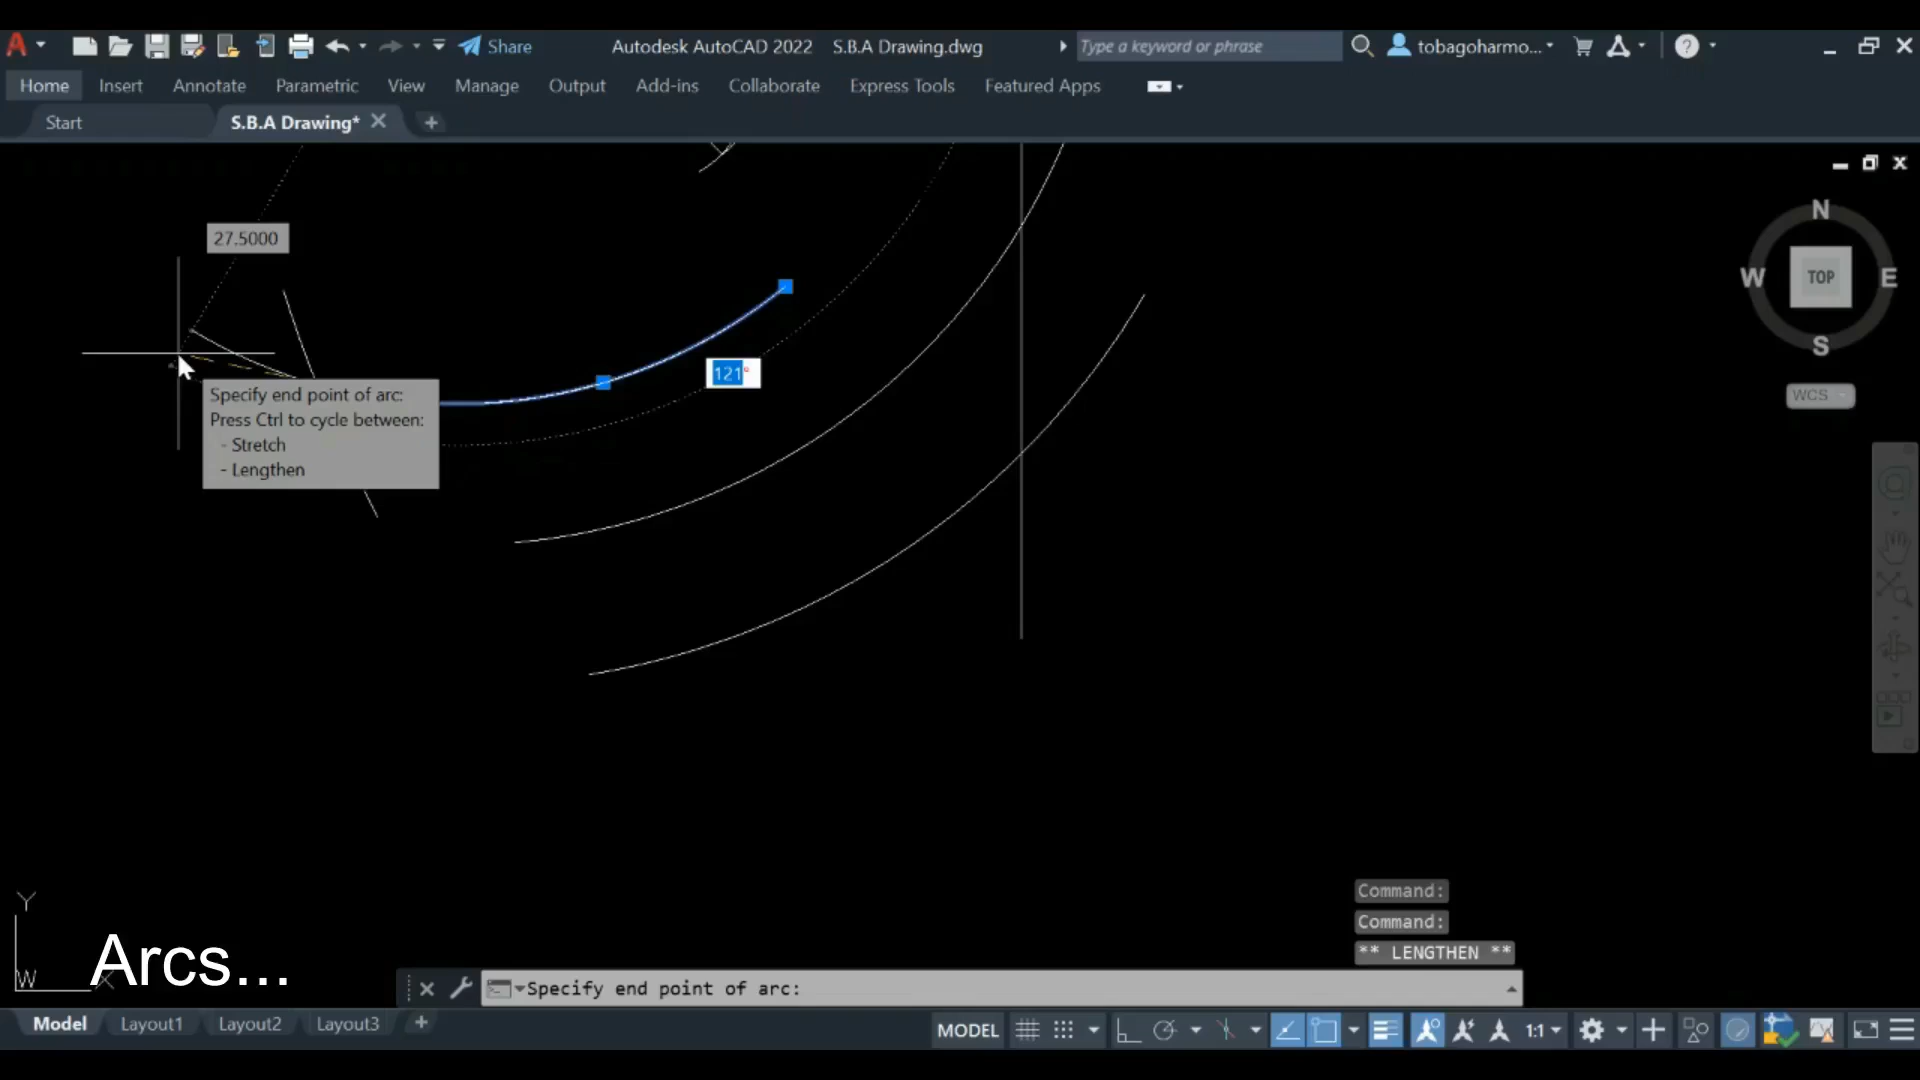 Share
Autodesk AutoCAD 2022 S.B.A Drawing.dwg
Type a keyword or phrase
tobagoharmo...
Home Insert Annotate Parametric View Manage Output Add-ins Collaborate Express Tools Featured Apps
Start S.B.A Drawing*
N
W TOP E
S
WCS
27.5000
121°
Specify end point of arc:
Press Ctrl to cycle between:
- Stretch
- Lengthen
Command:
Command:
** LENGTHEN **
Y
W X
Arcs...
Specify end point of arc:
Model Layout1 Layout2 Layout3
MODEL 1:1